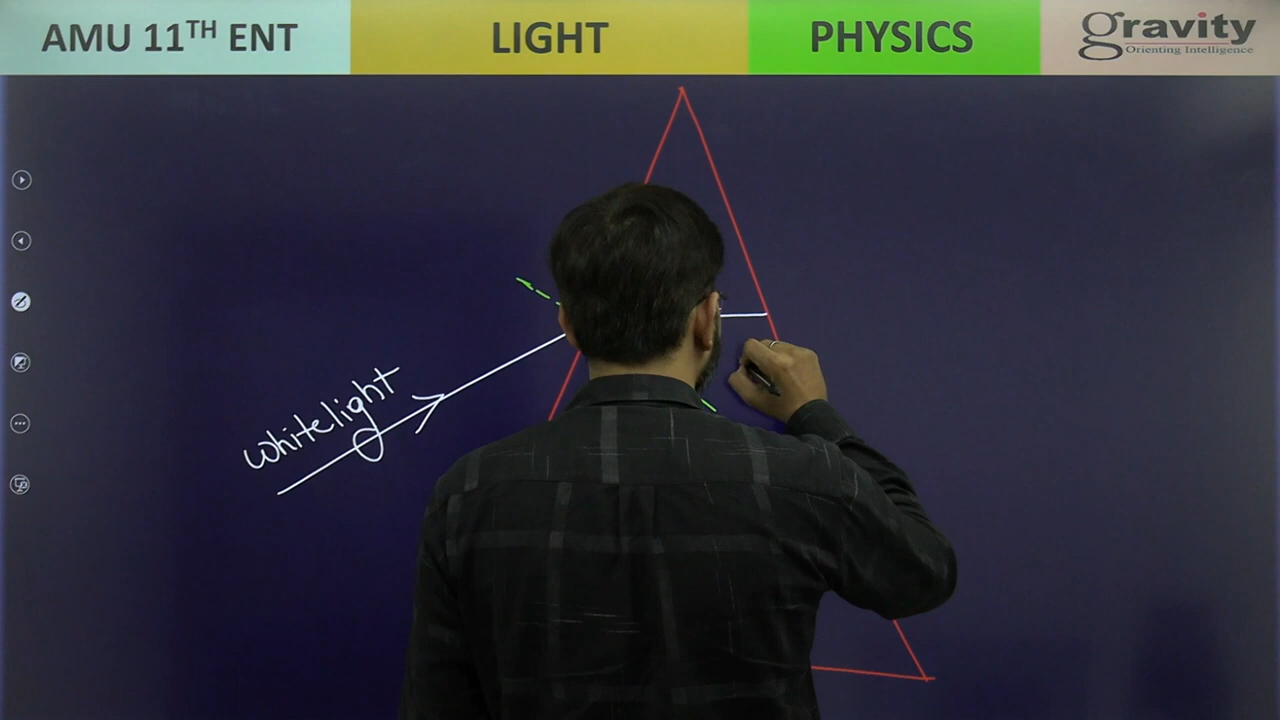 AMU 11TH ENT
LIGHT
PHYSICS
gravity
Orienting Intelligence
whitelight